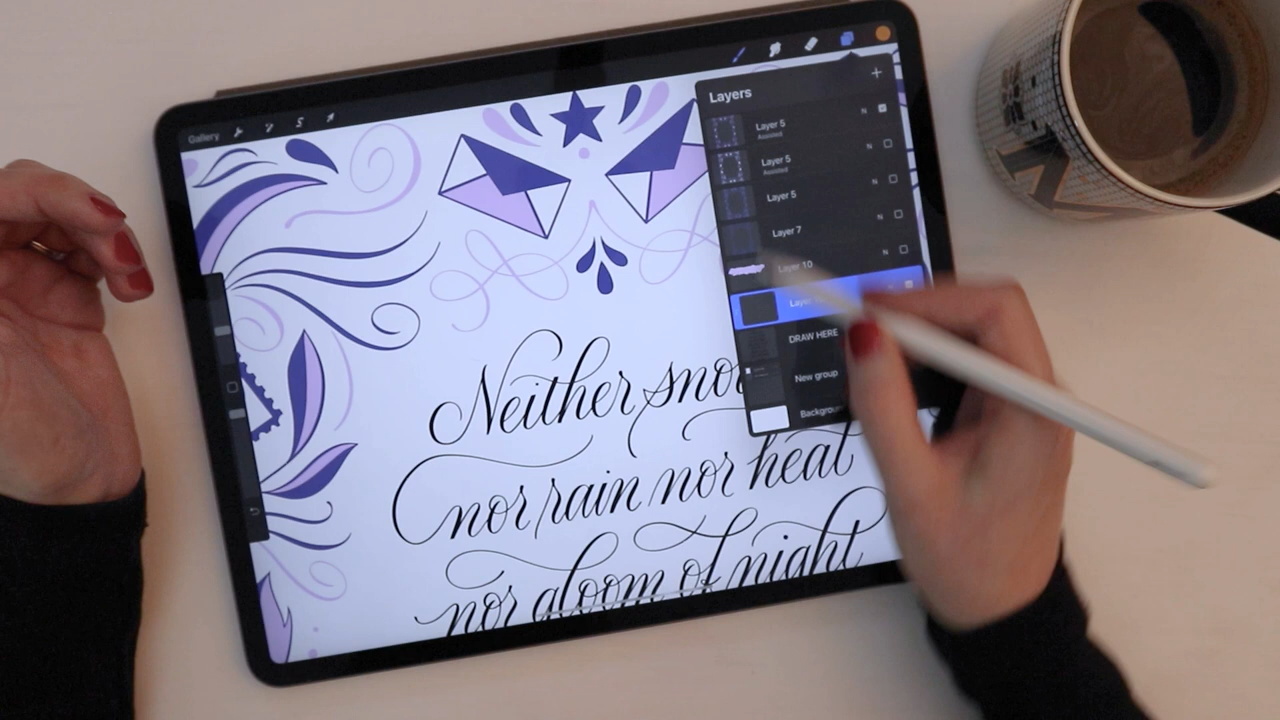 Gallery
S
Layers
Layer 5
Assisted
N
Layer 5
Assisted
N
Layer 5
N
Layer 7
N
Layer 10
N
DRAW HERE
New group
Neither
nor rain nor heat
nor gloom of night
N